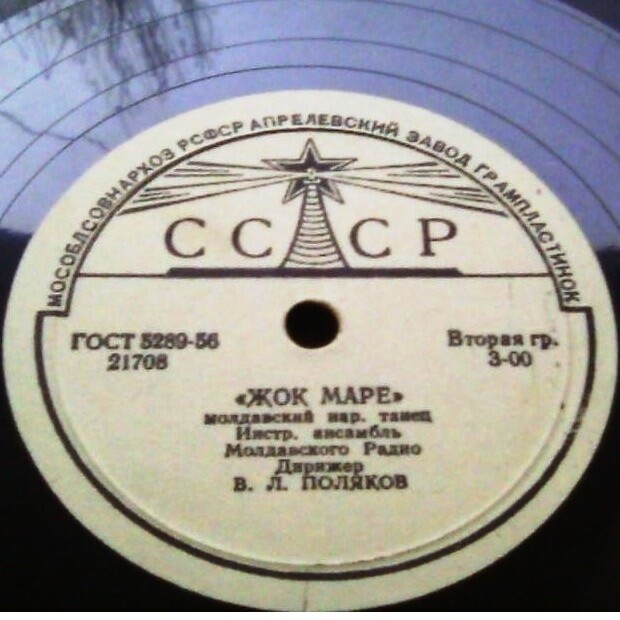 МОСОБЛСОВНАРХОЗ РСФСР АПРЕЛЕВСКИЙ ЗАВОД ГРАМПЛАСТИНОК
СССР
ГОСТ 5289-56
21708
Вторая гр.
3-00
«ЖОК МАРЕ»
молдавский нар. танец
Инстр. ансамбль
Молдавского Радио
Дирижер
В. Л. ПОЛЯКОВ